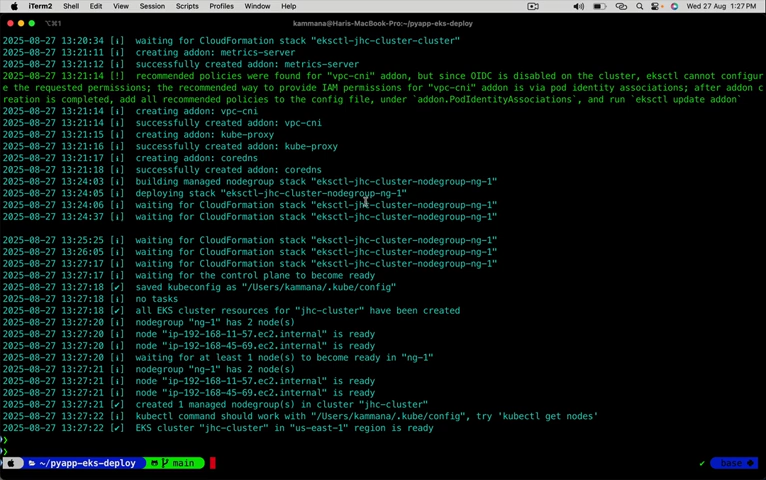 iTerm2 Shell Edit View Session Scripts Profiles Window Help Wed 27 Aug 1:27 PM
⌥⌘1 kammana@Haris-MacBook-Pro:~/pyapp-eks-deploy
2025-08-27 13:20:34 [ℹ] waiting for CloudFormation stack "eksctl-jhc-cluster-cluster"
2025-08-27 13:21:11 [ℹ] creating addon: metrics-server
2025-08-27 13:21:12 [ℹ] successfully created addon: metrics-server
2025-08-27 13:21:14 [!] recommended policies were found for "vpc-cni" addon, but since OIDC is disabled on the cluster, eksctl cannot configur
e the requested permissions; the recommended way to provide IAM permissions for "vpc-cni" addon is via pod identity associations; after addon c
reation is completed, add all recommended policies to the config file, under `addon.PodIdentityAssociations`, and run `eksctl update addon`
2025-08-27 13:21:14 [ℹ] creating addon: vpc-cni
2025-08-27 13:21:14 [ℹ] successfully created addon: vpc-cni
2025-08-27 13:21:15 [ℹ] creating addon: kube-proxy
2025-08-27 13:21:16 [ℹ] successfully created addon: kube-proxy
2025-08-27 13:21:17 [ℹ] creating addon: coredns
2025-08-27 13:21:18 [ℹ] successfully created addon: coredns
2025-08-27 13:24:03 [ℹ] building managed nodegroup stack "eksctl-jhc-cluster-nodegroup-ng-1"
2025-08-27 13:24:05 [ℹ] deploying stack "eksctl-jhc-cluster-nodegroup-ng-1"
2025-08-27 13:24:06 [ℹ] waiting for CloudFormation stack "eksctl-jhc-cluster-nodegroup-ng-1"
2025-08-27 13:24:37 [ℹ] waiting for CloudFormation stack "eksctl-jhc-cluster-nodegroup-ng-1"
2025-08-27 13:25:25 [ℹ] waiting for CloudFormation stack "eksctl-jhc-cluster-nodegroup-ng-1"
2025-08-27 13:26:05 [ℹ] waiting for CloudFormation stack "eksctl-jhc-cluster-nodegroup-ng-1"
2025-08-27 13:27:17 [ℹ] waiting for CloudFormation stack "eksctl-jhc-cluster-nodegroup-ng-1"
2025-08-27 13:27:17 [ℹ] waiting for the control plane to become ready
2025-08-27 13:27:18 [✔] saved kubeconfig as "/Users/kammana/.kube/config"
2025-08-27 13:27:18 [ℹ] no tasks
2025-08-27 13:27:18 [✔] all EKS cluster resources for "jhc-cluster" have been created
2025-08-27 13:27:20 [ℹ] nodegroup "ng-1" has 2 node(s)
2025-08-27 13:27:20 [ℹ] node "ip-192-168-11-57.ec2.internal" is ready
2025-08-27 13:27:20 [ℹ] node "ip-192-168-45-69.ec2.internal" is ready
2025-08-27 13:27:20 [ℹ] waiting for at least 1 node(s) to become ready in "ng-1"
2025-08-27 13:27:21 [ℹ] nodegroup "ng-1" has 2 node(s)
2025-08-27 13:27:21 [ℹ] node "ip-192-168-11-57.ec2.internal" is ready
2025-08-27 13:27:21 [ℹ] node "ip-192-168-45-69.ec2.internal" is ready
2025-08-27 13:27:21 [✔] created 1 managed nodegroup(s) in cluster "jhc-cluster"
2025-08-27 13:27:22 [ℹ] kubectl command should work with "/Users/kammana/.kube/config", try 'kubectl get nodes'
2025-08-27 13:27:22 [✔] EKS cluster "jhc-cluster" in "us-east-1" region is ready
❯
❯
~/pyapp-eks-deploy main ✔ base